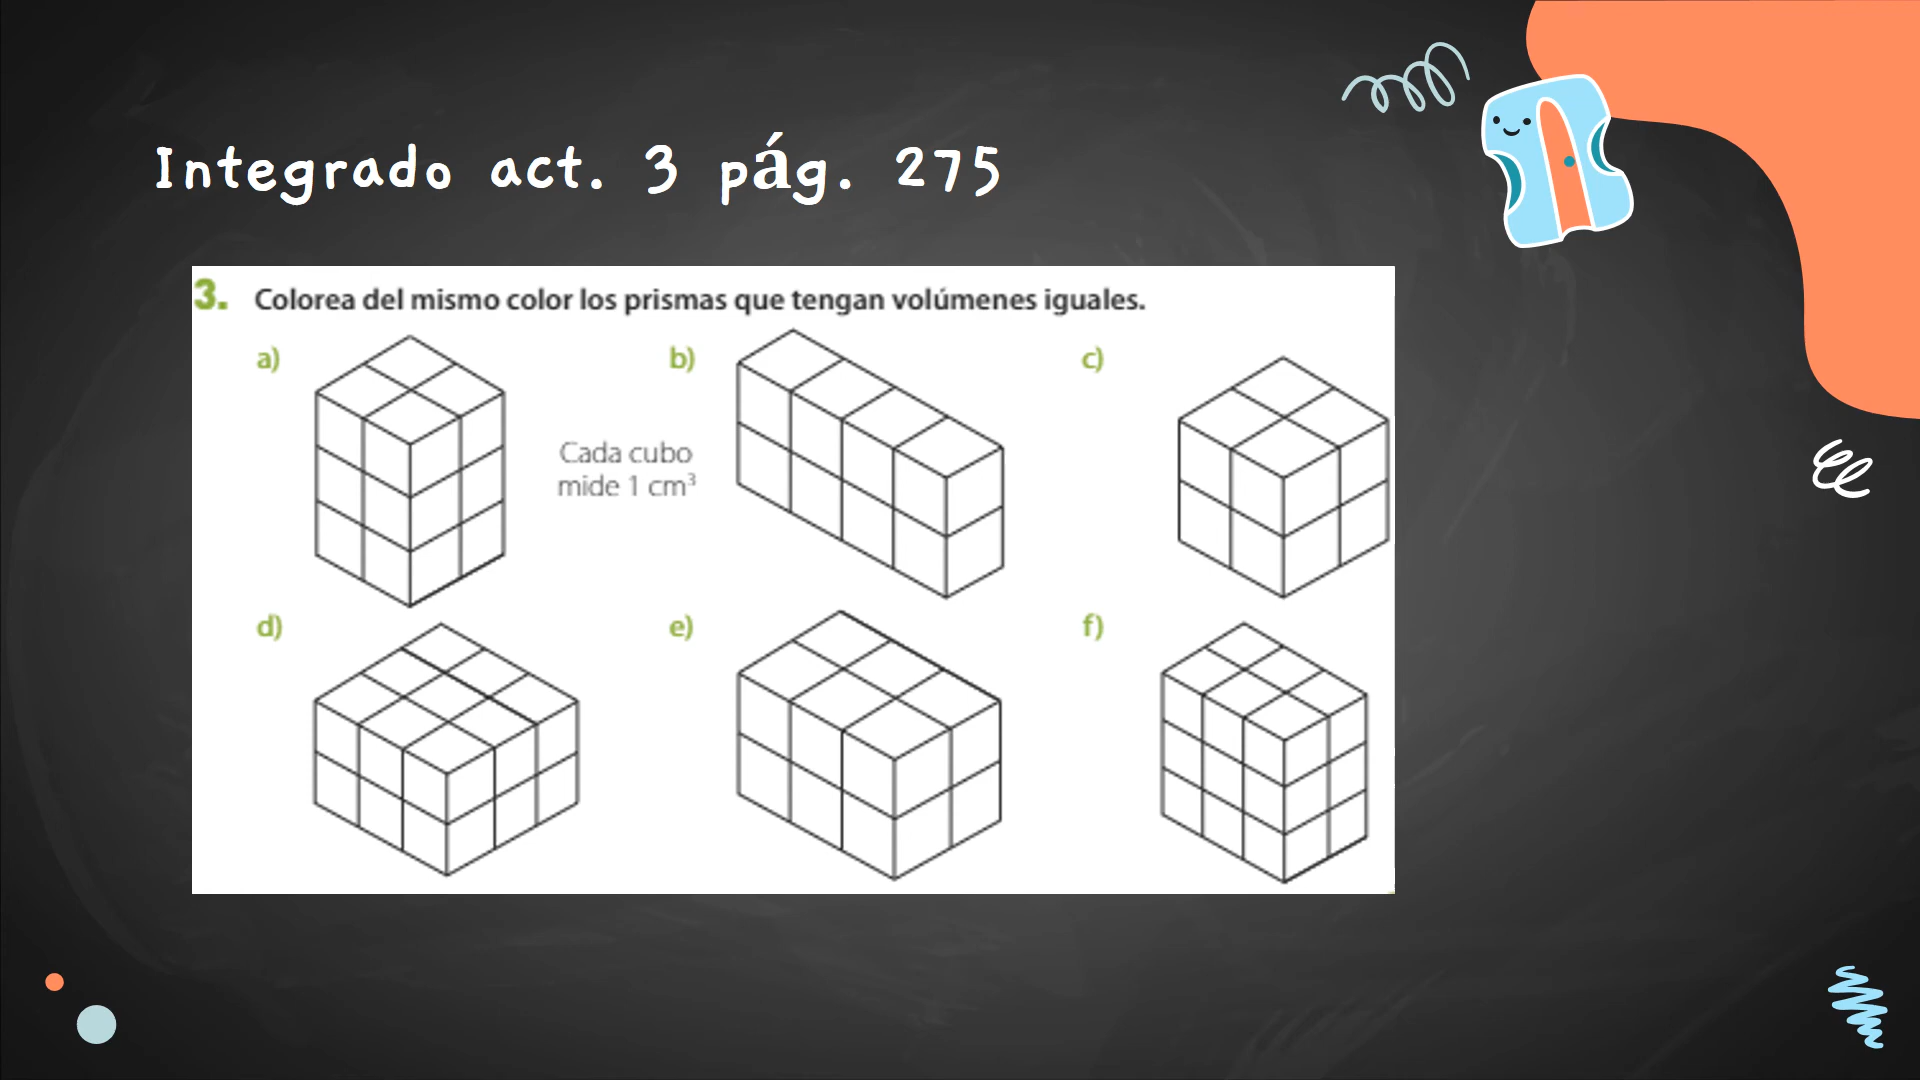 Integrado act. 3 pág. 275
3. Colorea del mismo color los prismas que tengan volúmenes iguales.
a)
b)
c)
Cada cubo
mide 1 cm³
d)
e)
f)